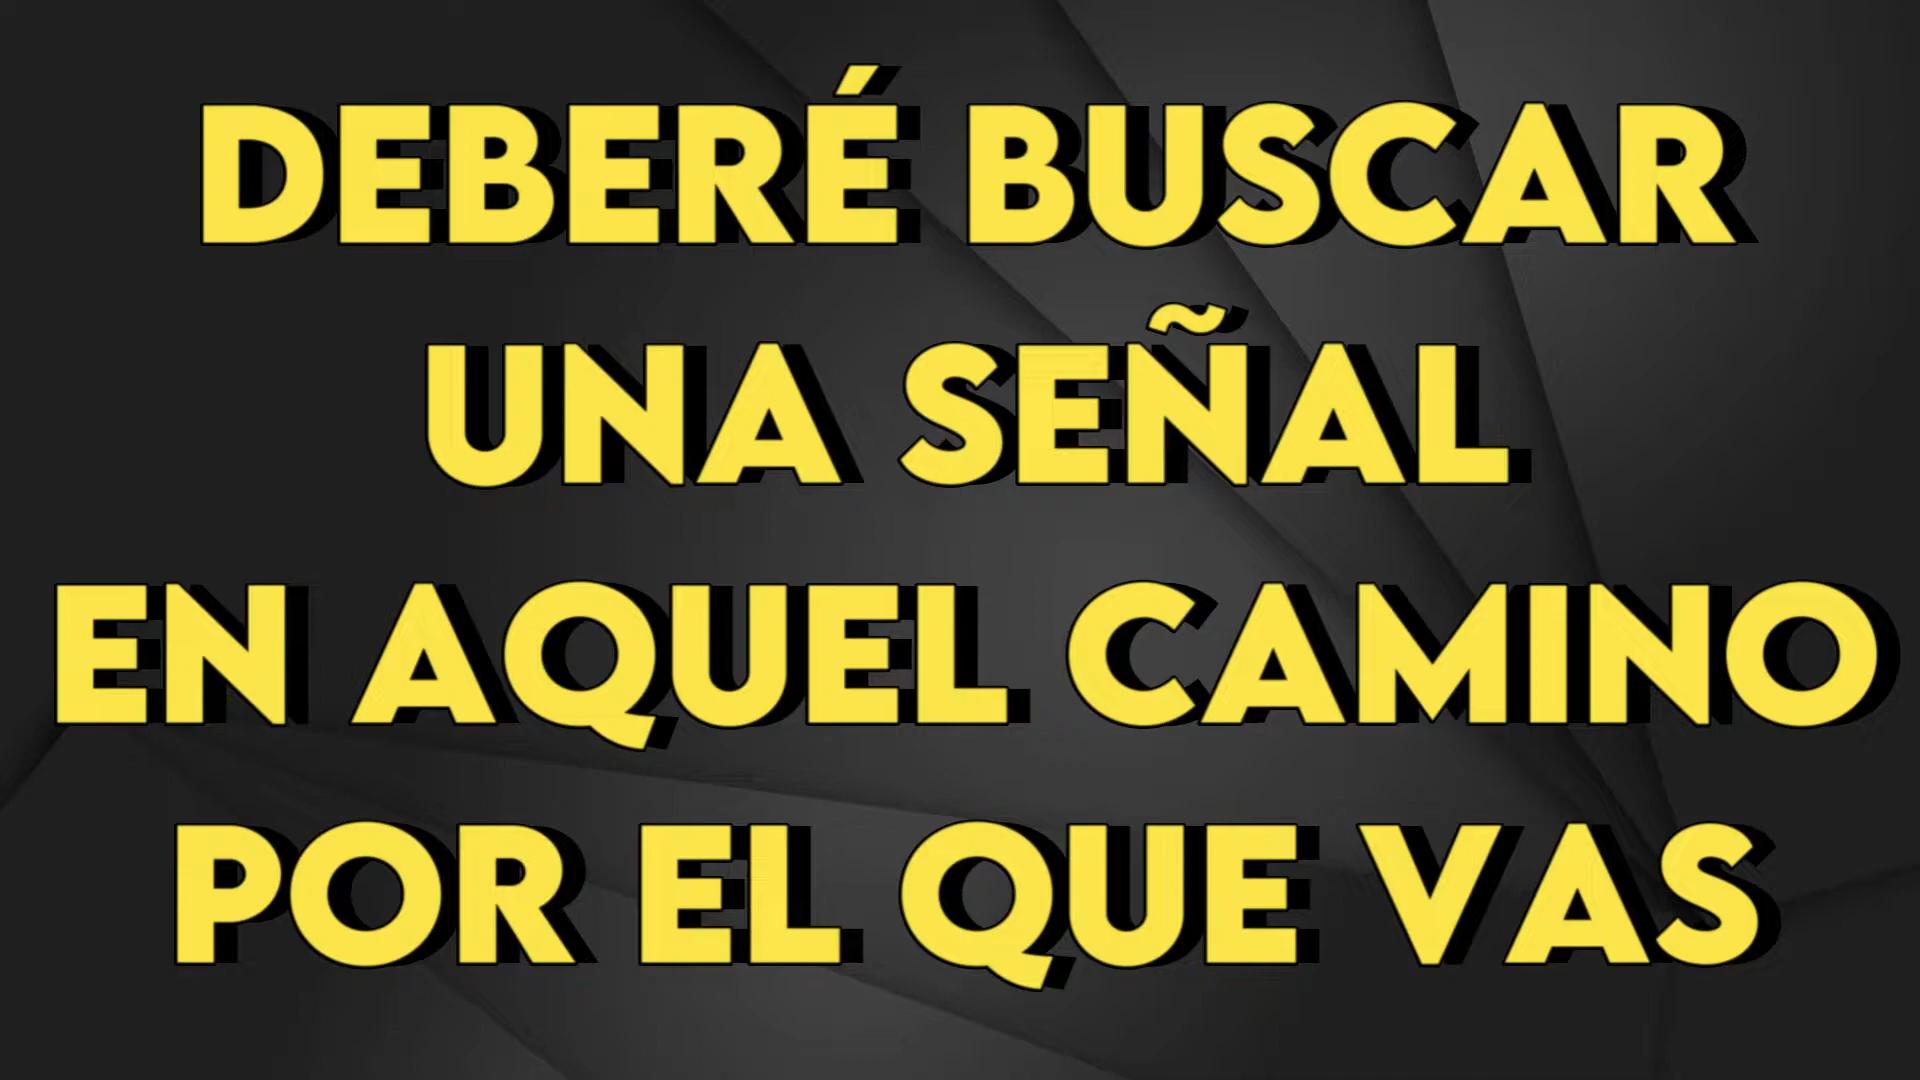 DEBERÉ BUSCAR
UNA SEÑAL
EN AQUEL CAMINO
POR EL QUE VAS